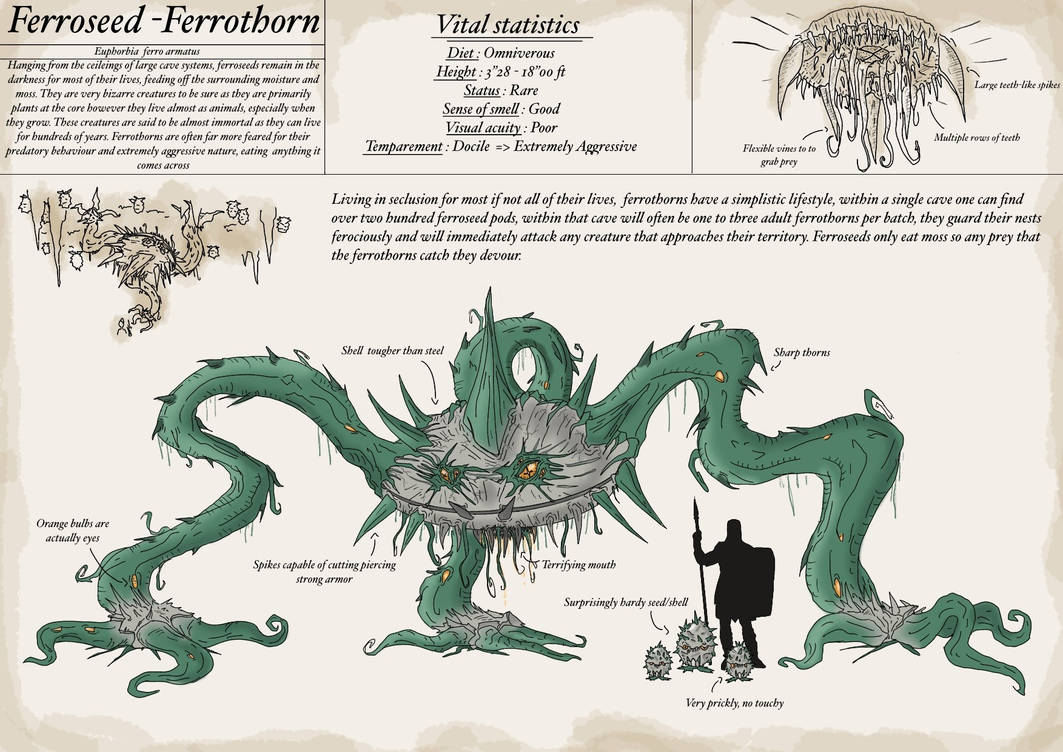 Ferroseed -Ferrothorn
Euphorbia ferro armatus
Hanging from the ceileings of large cave systems, ferroseeds remain in the
darkness for most of their lives, feeding off the surrounding moisture and
moss. They are very bizarre creatures to be sure as they are primarily
plants at the core however they live almost as animals, especially when
they grow. These creatures are said to be almost immortal as they can live
for hundreds of years. Ferrothorns are often far more feared for their
predatory behaviour and extremely aggressive nature, eating anything it
comes across
Vital statistics
Diet : Omniverous
Height : 3"28 - 18"00 ft
Status : Rare
Sense of smell : Good
Visual acuity : Poor
Temparement : Docile => Extremely Aggressive
Large teeth-like spikes
Multiple rows of teeth
Flexible vines to to
grab prey
Living in seclusion for most if not all of their lives, ferrothorns have a simplistic lifestyle, within a single cave one can find
over two hundred ferroseed pods, within that cave will often be one to three adult ferrothorns per batch, they guard their nests
ferociously and will immediately attack any creature that approaches their territory. Ferroseeds only eat moss so any prey that
the ferrothorns catch they devour.
Shell tougher than steel
Sharp thorns
Orange bulbs are
actually eyes
Spikes capable of cutting piercing
strong armor
Terrifying mouth
Surprisingly hardy seed/shell
Very prickly, no touchy